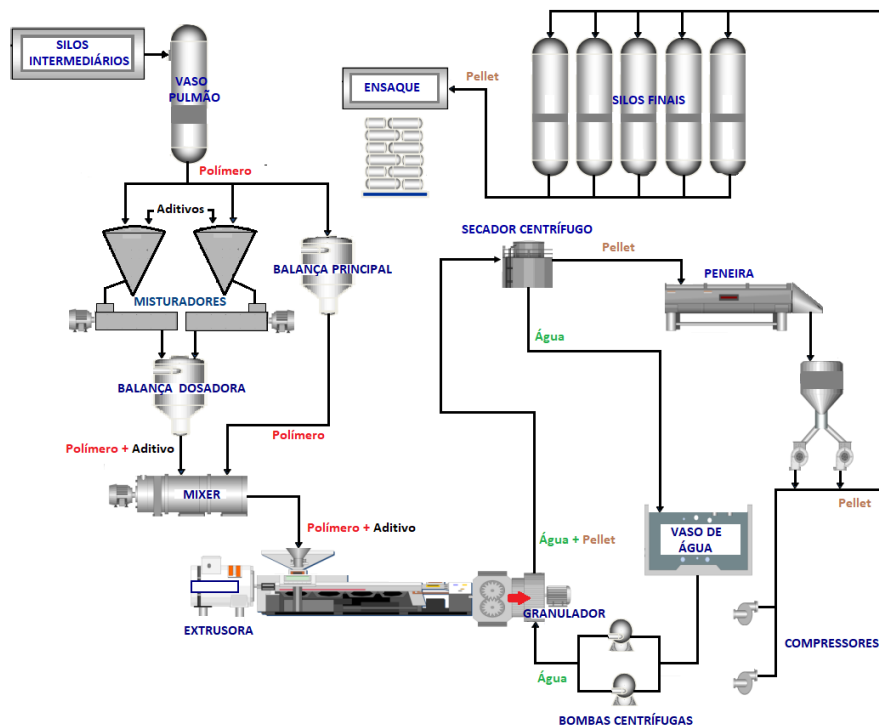 SILOS
INTERMEDIÁRIOS
VASO
PULMÃO
ENSAQUE
Pellet
SILOS FINAIS
Polímero
Aditivos
BALANÇA PRINCIPAL
MISTURADORES
SECADOR CENTRÍFUGO
Pellet
PENEIRA
Água
BALANÇA DOSADORA
Polímero
Polímero + Aditivo
MIXER
Polímero + Aditivo
Água + Pellet
VASO DE
ÁGUA
Pellet
EXTRUSORA
GRANULADOR
COMPRESSORES
Água
BOMBAS CENTRÍFUGAS